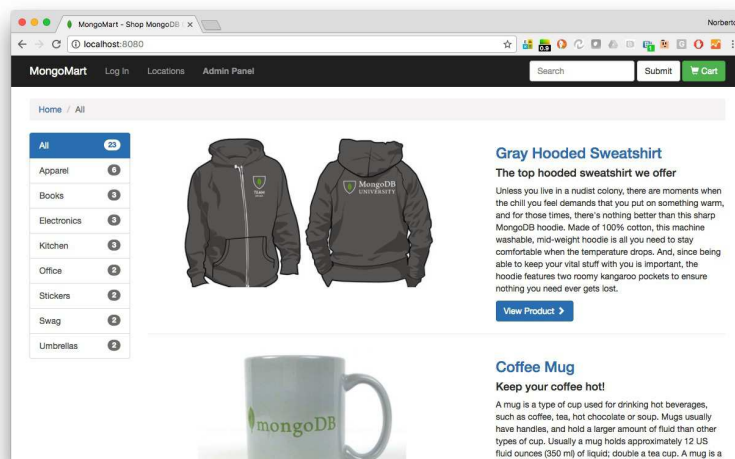 MongoMart - Shop MongoDB
Norberto
localhost:8080
0.9
MongoMart Log In Locations Admin Panel Search Submit Cart
Home / All
All 23
Apparel 6
Books 3
Electronics 3
Kitchen 3
Office 2
Stickers 2
Swag 2
Umbrellas 2
MongoDB
UNIVERSITY
Gray Hooded Sweatshirt
The top hooded sweatshirt we offer
Unless you live in a nudist colony, there are moments when
the chill you feel demands that you put on something warm,
and for those times, there's nothing better than this sharp
MongoDB hoodie. Made of 100% cotton, this machine
washable, mid-weight hoodie is all you need to stay
comfortable when the temperature drops. And, since being
able to keep your vital stuff with you is important, the
hoodie features two roomy kangaroo pockets to ensure
nothing you need ever gets lost.
View Product
mongoDB
Coffee Mug
Keep your coffee hot!
A mug is a type of cup used for drinking hot beverages,
such as coffee, tea, hot chocolate or soup. Mugs usually
have handles, and hold a larger amount of fluid than other
types of cup. Usually a mug holds approximately 12 US
fluid ounces (350 ml) of liquid; double a tea cup. A mug is a